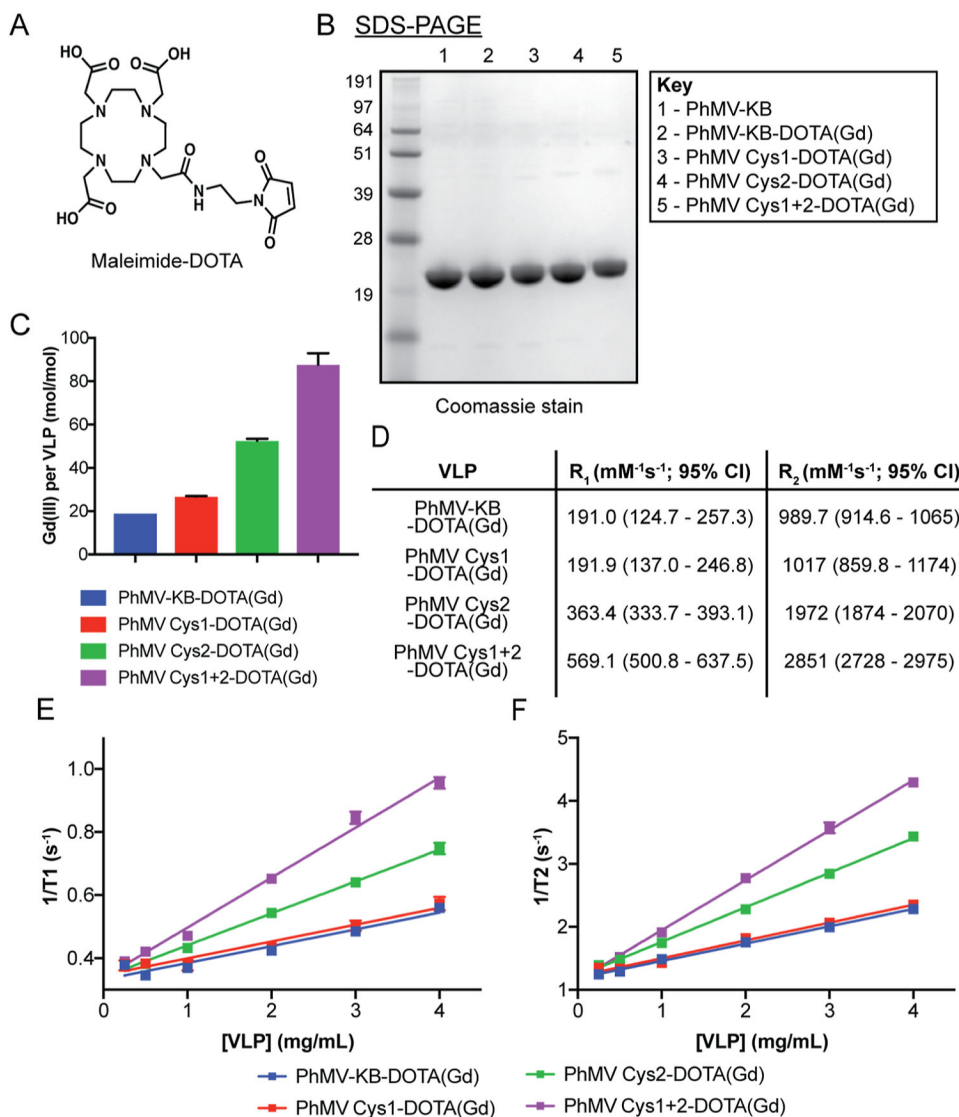 A
HO
O
O
OH
N
N
N
N
O
O
HO
O
N
H
N
O
O
Maleimide-DOTA
B
SDS-PAGE
1 2 3 4 5
191
97
64
51
39
28
19
Coomassie stain
Key
1 - PhMV-KB
2 - PhMV-KB-DOTA(Gd)
3 - PhMV Cys1-DOTA(Gd)
4 - PhMV Cys2-DOTA(Gd)
5 - PhMV Cys1+2-DOTA(Gd)
C
Gd(III) per VLP (mol/mol)
100
80
60
40
20
0
PhMV-KB-DOTA(Gd)
PhMV Cys1-DOTA(Gd)
PhMV Cys2-DOTA(Gd)
PhMV Cys1+2-DOTA(Gd)
D
VLP R₁ (mM⁻¹s⁻¹; 95% CI) R₂ (mM⁻¹s⁻¹; 95% CI)
PhMV-KB
-DOTA(Gd) 191.0 (124.7 - 257.3) 989.7 (914.6 - 1065)
PhMV Cys1
-DOTA(Gd) 191.9 (137.0 - 246.8) 1017 (859.8 - 1174)
PhMV Cys2
-DOTA(Gd) 363.4 (333.7 - 393.1) 1972 (1874 - 2070)
PhMV Cys1+2
-DOTA(Gd) 569.1 (500.8 - 637.5) 2851 (2728 - 2975)
E
1/T1 (s⁻¹)
0
1.0
0.8
0.6
0.4
0 1 2 3 4
[VLP] (mg/mL)
F
1/T2 (s⁻¹)
5
4
3
2
1
0 1 2 3 4
[VLP] (mg/mL)
PhMV-KB-DOTA(Gd)
PhMV Cys2-DOTA(Gd)
PhMV Cys1-DOTA(Gd)
PhMV Cys1+2-DOTA(Gd)